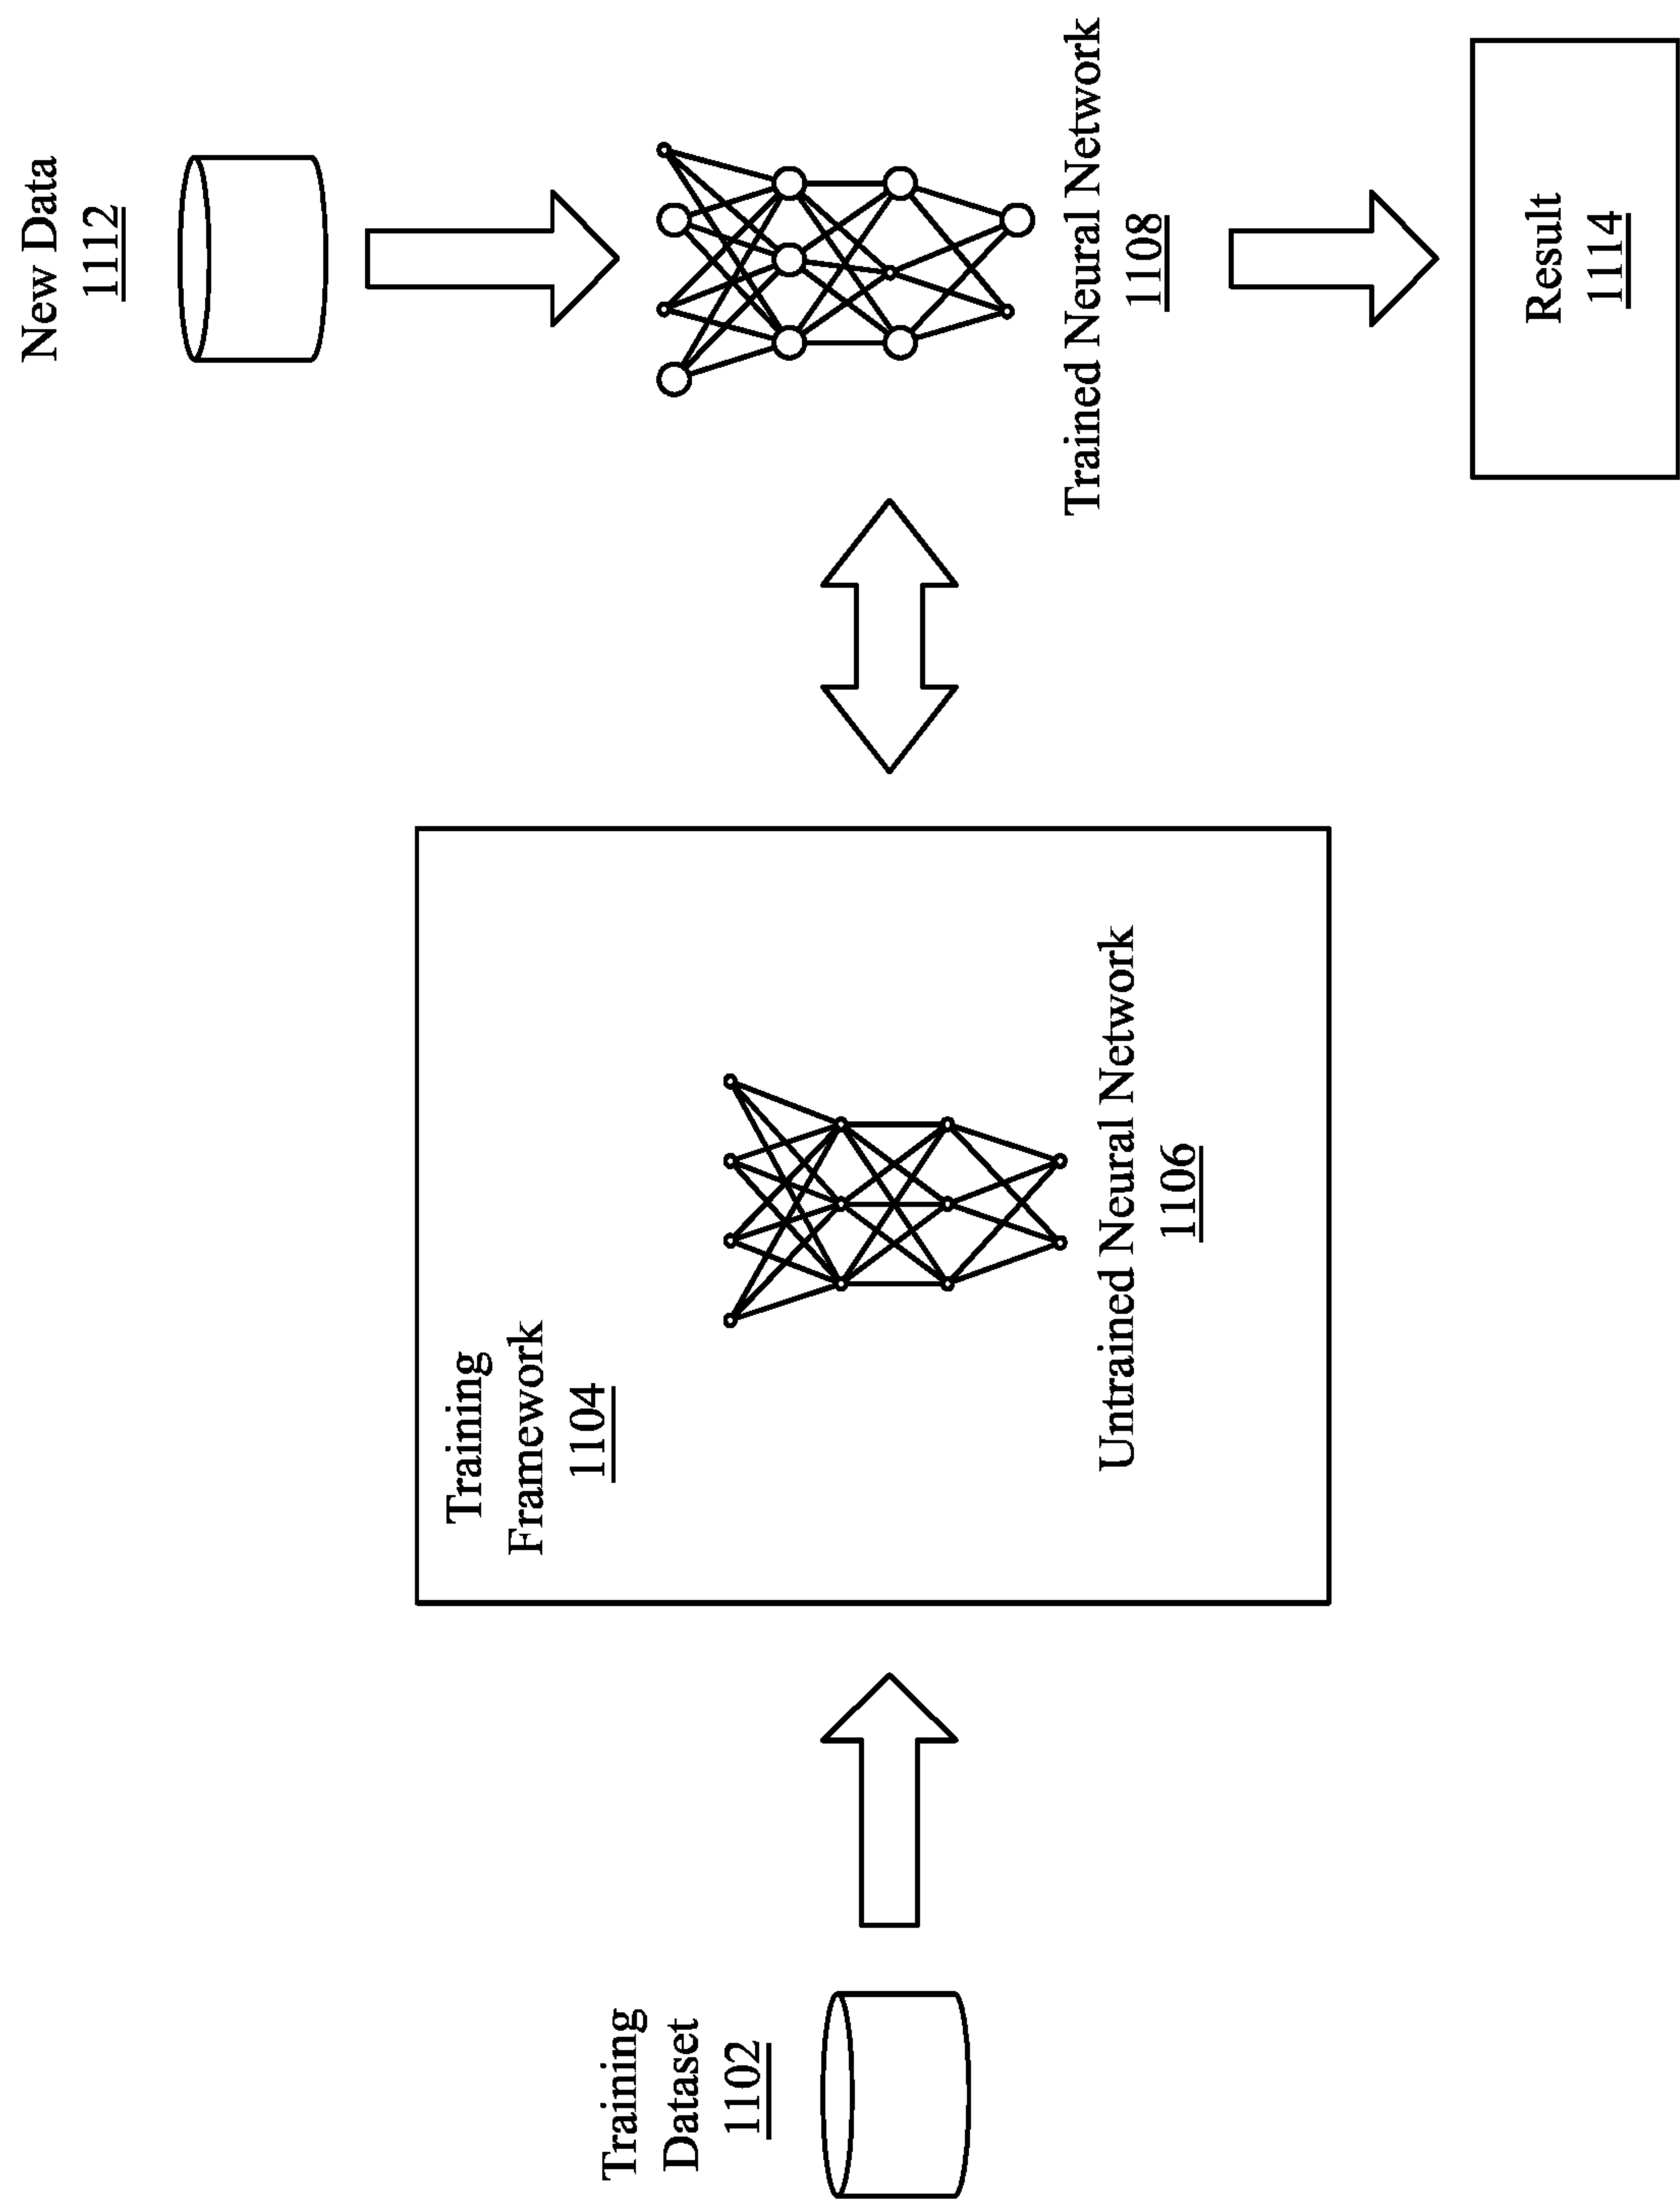 Training
Dataset
1102
Training
Framework
1104
Untrained Neural Network
1106
New Data
1112
Trained Neural Network
1108
Result
1114